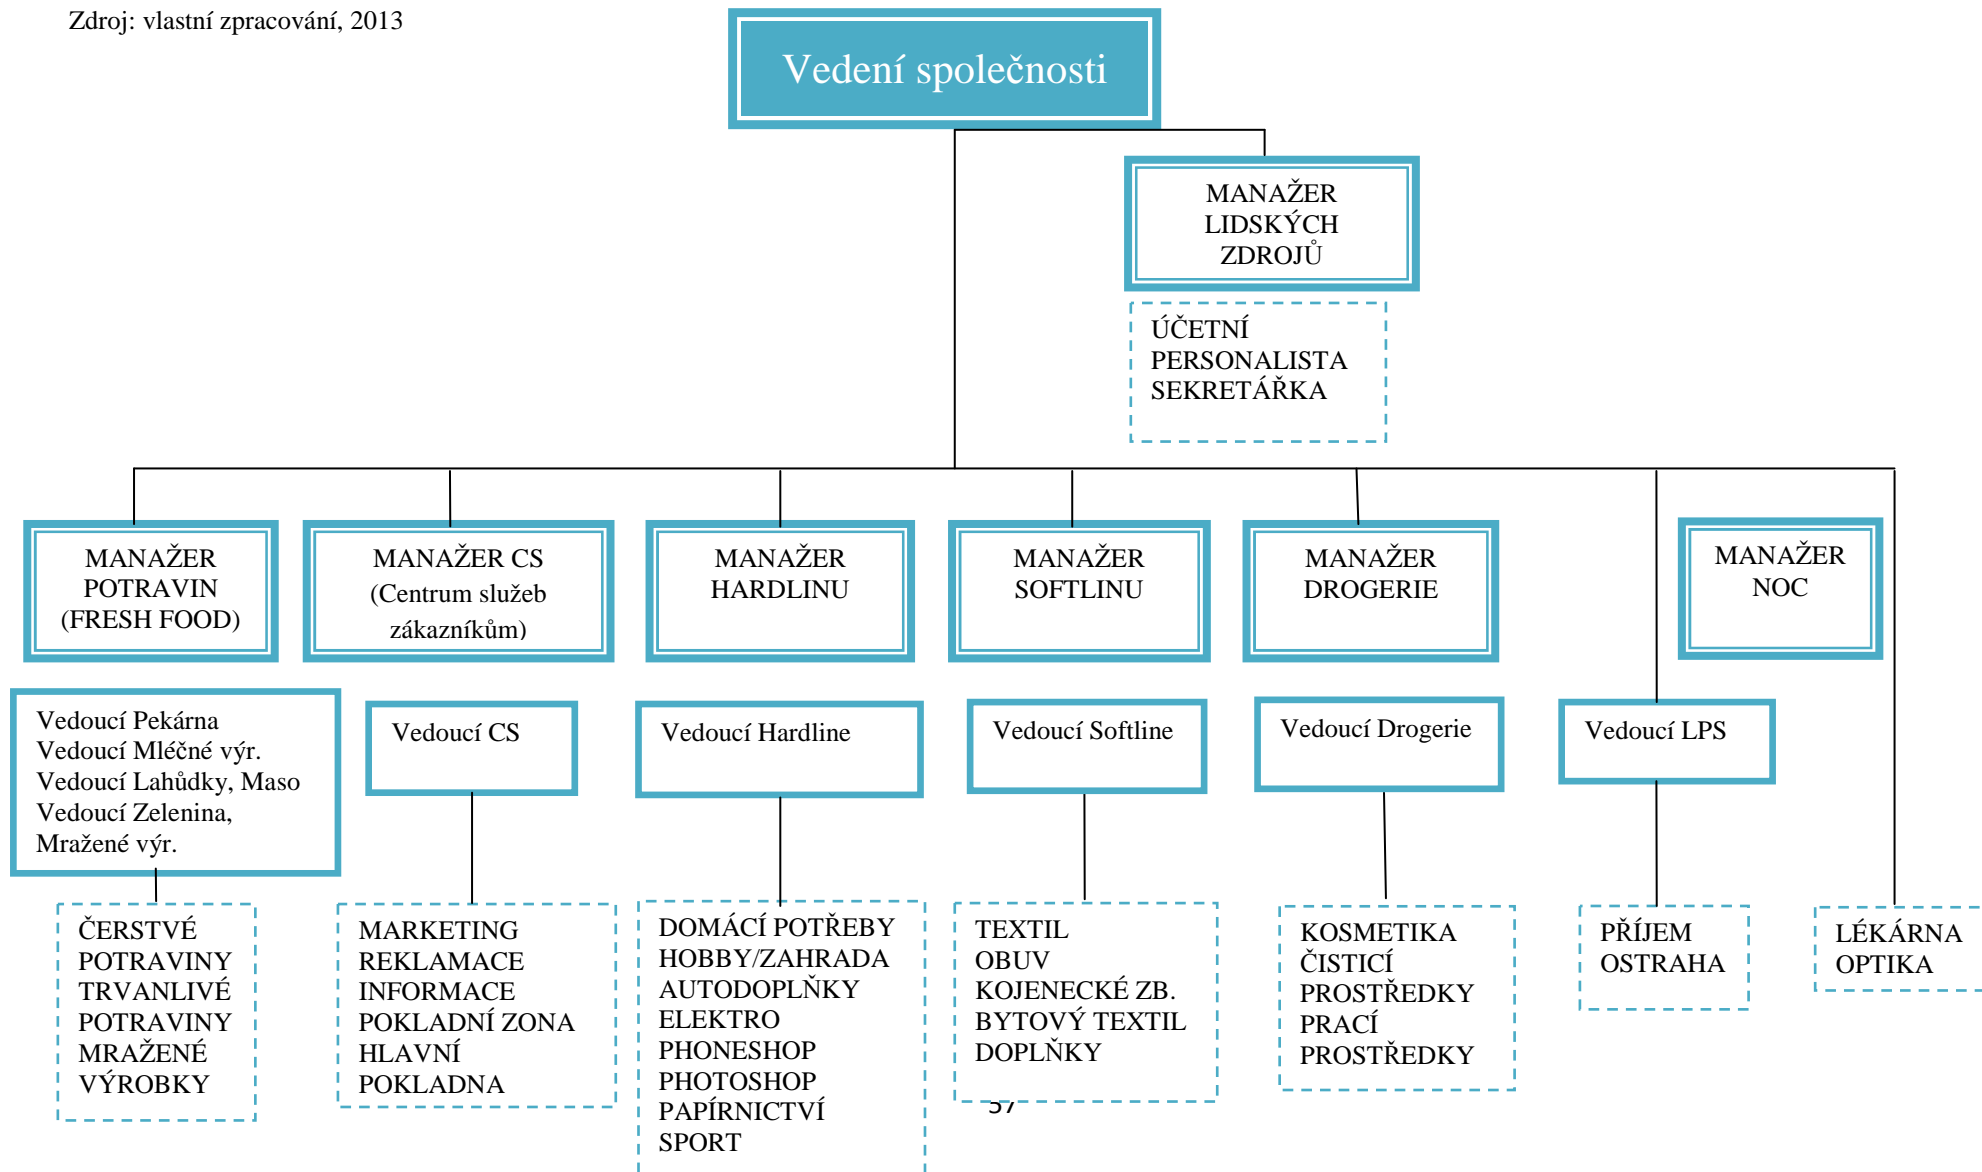 Zdroj: vlastní zpracování, 2013
Vedení společnosti
MANAŽER
LIDSKÝCH
ZDROJŮ
ÚČETNÍ
PERSONALISTA
SEKRETÁŘKA
MANAŽER
POTRAVIN
(FRESH FOOD)
MANAŽER CS
(Centrum služeb
zákazníkům)
MANAŽER
HARDLINU
MANAŽER
SOFTLINU
MANAŽER
DROGERIE
MANAŽER
NOC
Vedoucí Pekárna
Vedoucí Mléčné výr.
Vedoucí Lahůdky, Maso
Vedoucí Zelenina,
Mražené výr.
Vedoucí CS
Vedoucí Hardline
Vedoucí Softline
Vedoucí Drogerie
Vedoucí LPS
ČERSTVÉ
POTRAVINY
TRVANLIVÉ
POTRAVINY
MRAŽENÉ
VÝROBKY
MARKETING
REKLAMACE
INFORMACE
POKLADNÍ ZONA
HLAVNÍ
POKLADNA
DOMÁCÍ POTŘEBY
HOBBY/ZAHRADA
AUTODOPLŇKY
ELEKTRO
PHONESHOP
PHOTOSHOP
PAPÍRNICTVÍ
SPORT
TEXTIL
OBUV
KOJENECKÉ ZB.
BYTOVÝ TEXTIL
DOPLŇKY
KOSMETIKA
ČISTICÍ
PROSTŘEDKY
PRACÍ
PROSTŘEDKY
PŘÍJEM
OSTRAHA
LÉKÁRNA
OPTIKA
57